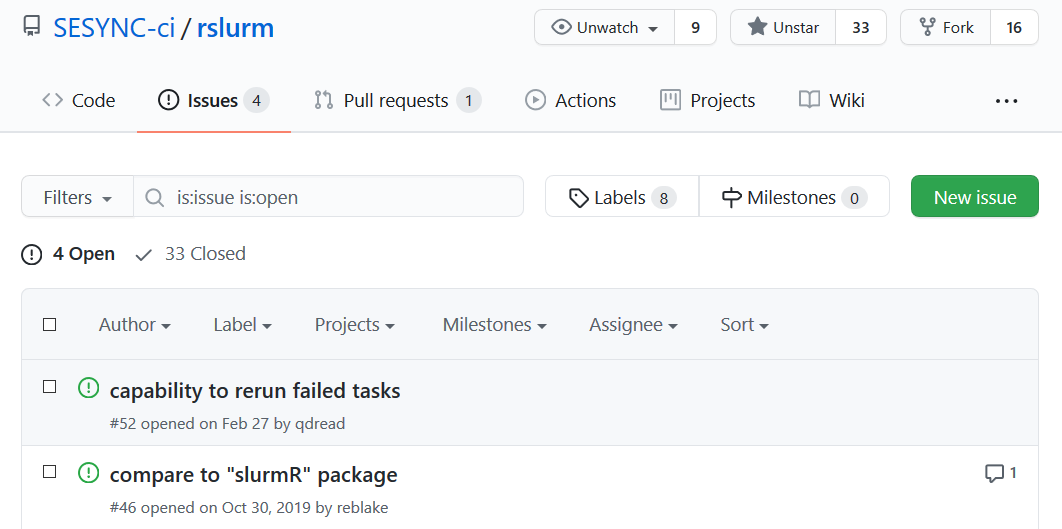 SESYNC-ci / rslurm Unwatch 9 Unstar 33 Fork 16
Code Issues 4 Pull requests 1 Actions Projects Wiki ...
Filters is:issue is:open Labels 8 Milestones 0 New issue
4 Open 33 Closed
Author Label Projects Milestones Assignee Sort
capability to rerun failed tasks
#52 opened on Feb 27 by qdread
compare to "slurmR" package 1
#46 opened on Oct 30, 2019 by reblake